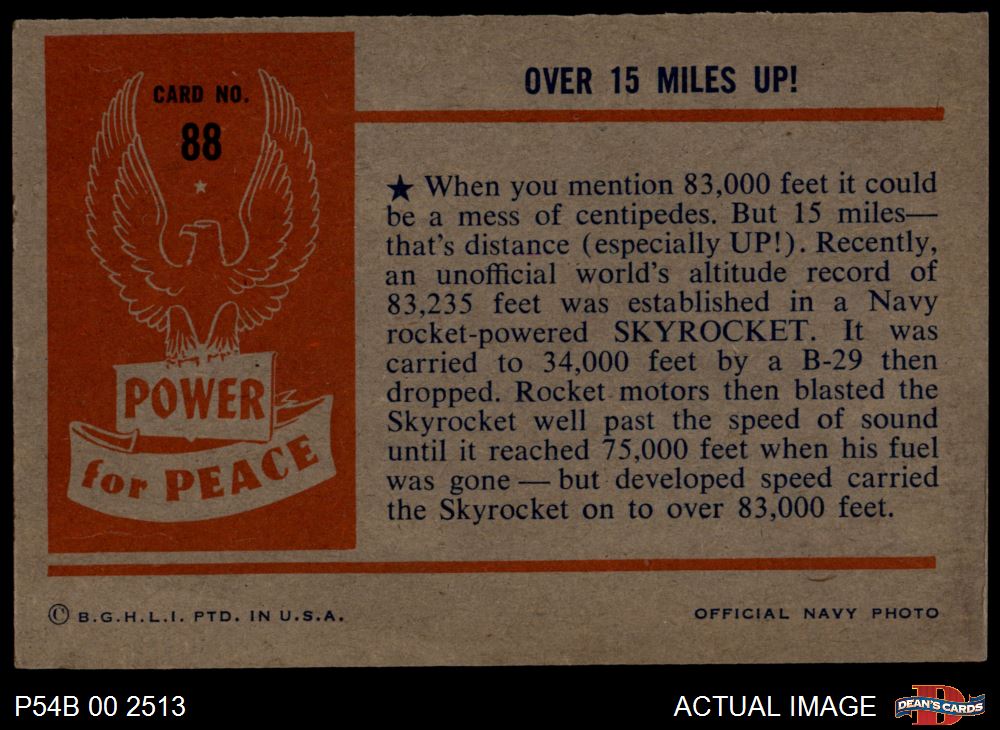 CARD NO.
88
POWER
for PEACE
OVER 15 MILES UP!
★ When you mention 83,000 feet it could
be a mess of centipedes. But 15 miles—
that's distance (especially UP!). Recently,
an unofficial world's altitude record of
83,235 feet was established in a Navy
rocket-powered SKYROCKET. It was
carried to 34,000 feet by a B-29 then
dropped. Rocket motors then blasted the
Skyrocket well past the speed of sound
until it reached 75,000 feet when his fuel
was gone — but developed speed carried
the Skyrocket on to over 83,000 feet.
© B.G.H.L.I. PTD. IN U.S.A.
OFFICIAL NAVY PHOTO
P54B 00 2513
ACTUAL IMAGE
D
DEAN'S CARDS